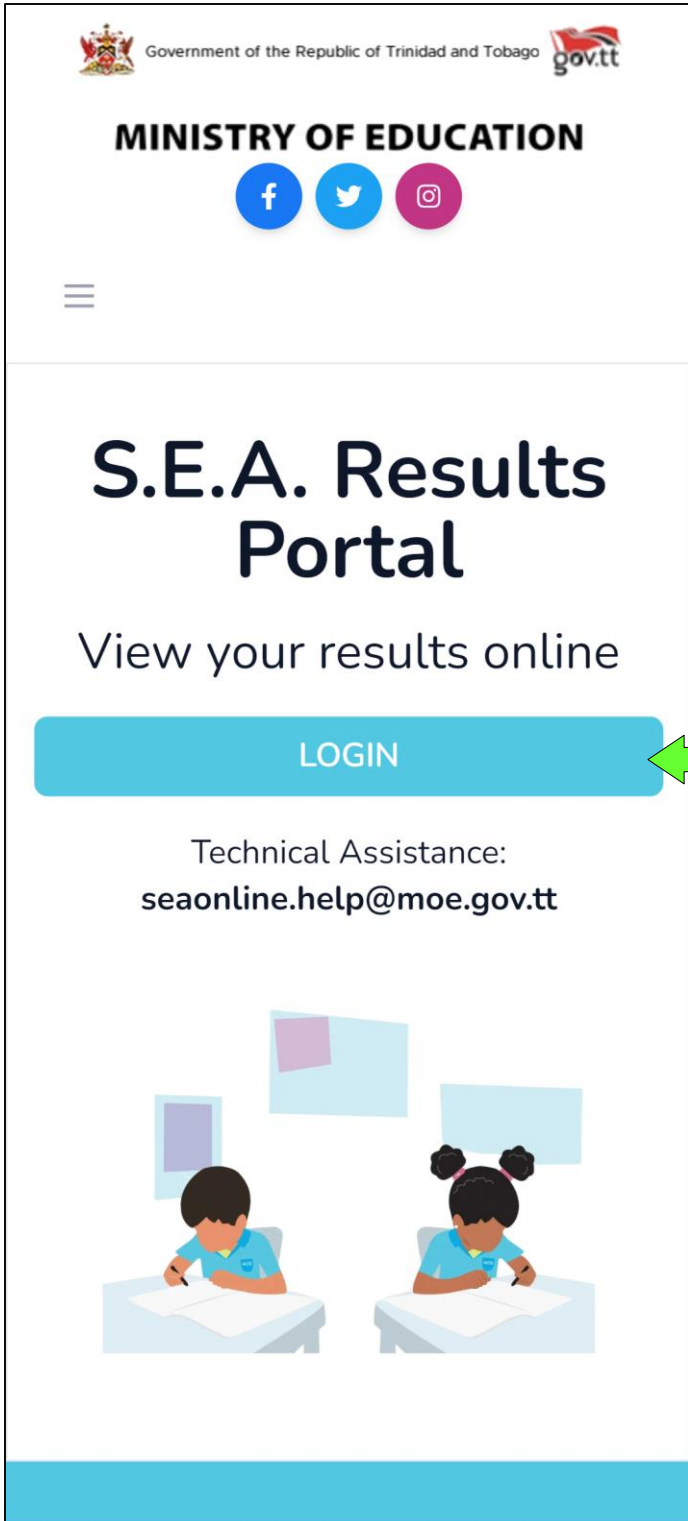 Government of the Republic of Trinidad and Tobago gov.tt
MINISTRY OF EDUCATION
S.E.A. Results
Portal
View your results online
LOGIN
Technical Assistance:
seaonline.help@moe.gov.tt